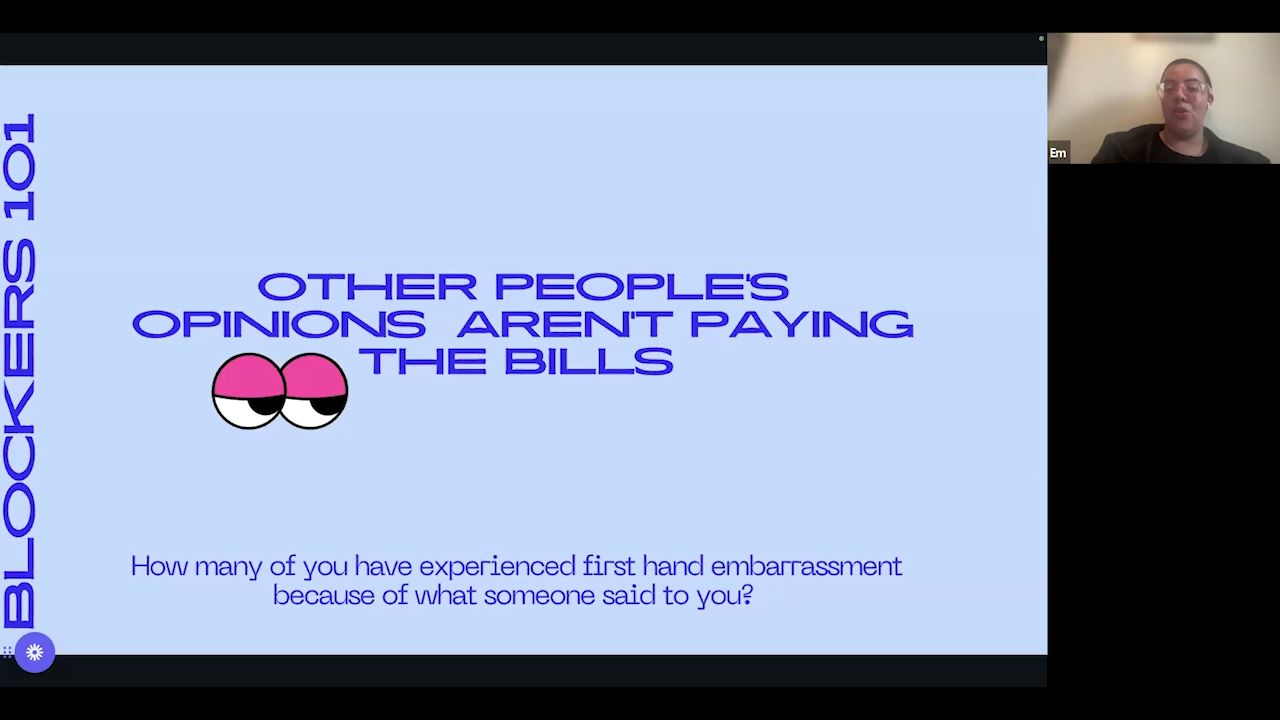 BLOCKERS 101
OTHER PEOPLE'S
OPINIONS AREN'T PAYING
THE BILLS
How many of you have experienced first hand embarrassment
because of what someone said to you?
Em